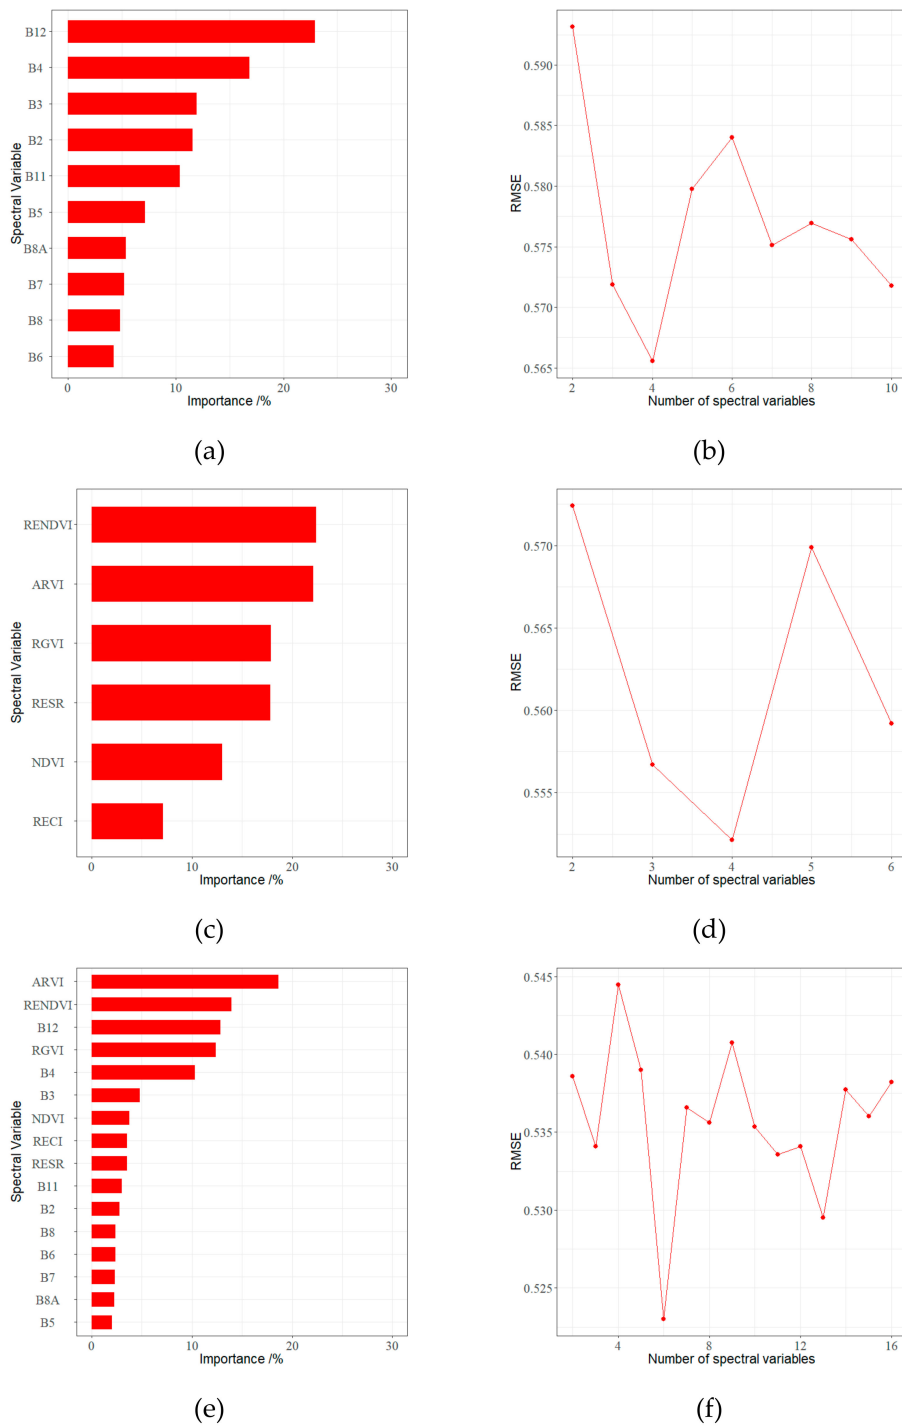 B12
B4
B3
B2
B11
B5
B8A
B7
B8
B6
Spectral Variable
0 10 20 30
Importance /%
(a)
0.590
0.585
0.580
0.575
0.570
0.565
RMSE
2 4 6 8 10
Number of spectral variables
(b)
RENDVI
ARVI
RGVI
RESR
NDVI
RECI
Spectral Variable
0 10 20 30
Importance /%
(c)
0.570
0.565
0.560
0.555
RMSE
2 3 4 5 6
Number of spectral variables
(d)
ARVI
RENDVI
B12
RGVI
B4
B3
NDVI
RECI
RESR
B11
B2
B8
B6
B7
B8A
B5
Spectral Variable
0 10 20 30
Importance /%
(e)
0.545
0.540
0.535
0.530
0.525
RMSE
4 8 12 16
Number of spectral variables
(f)